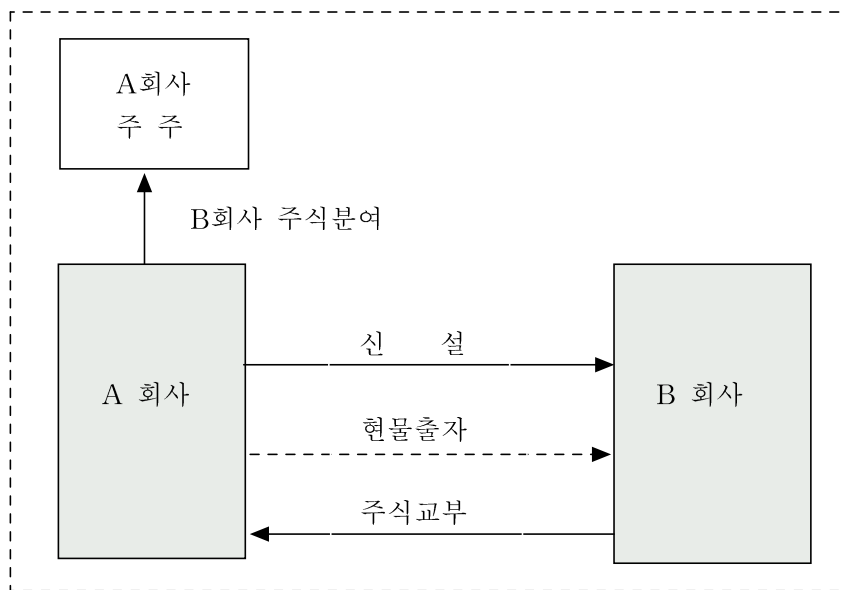 A회사
주 주
B회사 주식분여
신 설
A 회사
B 회사
현물출자
주식교부